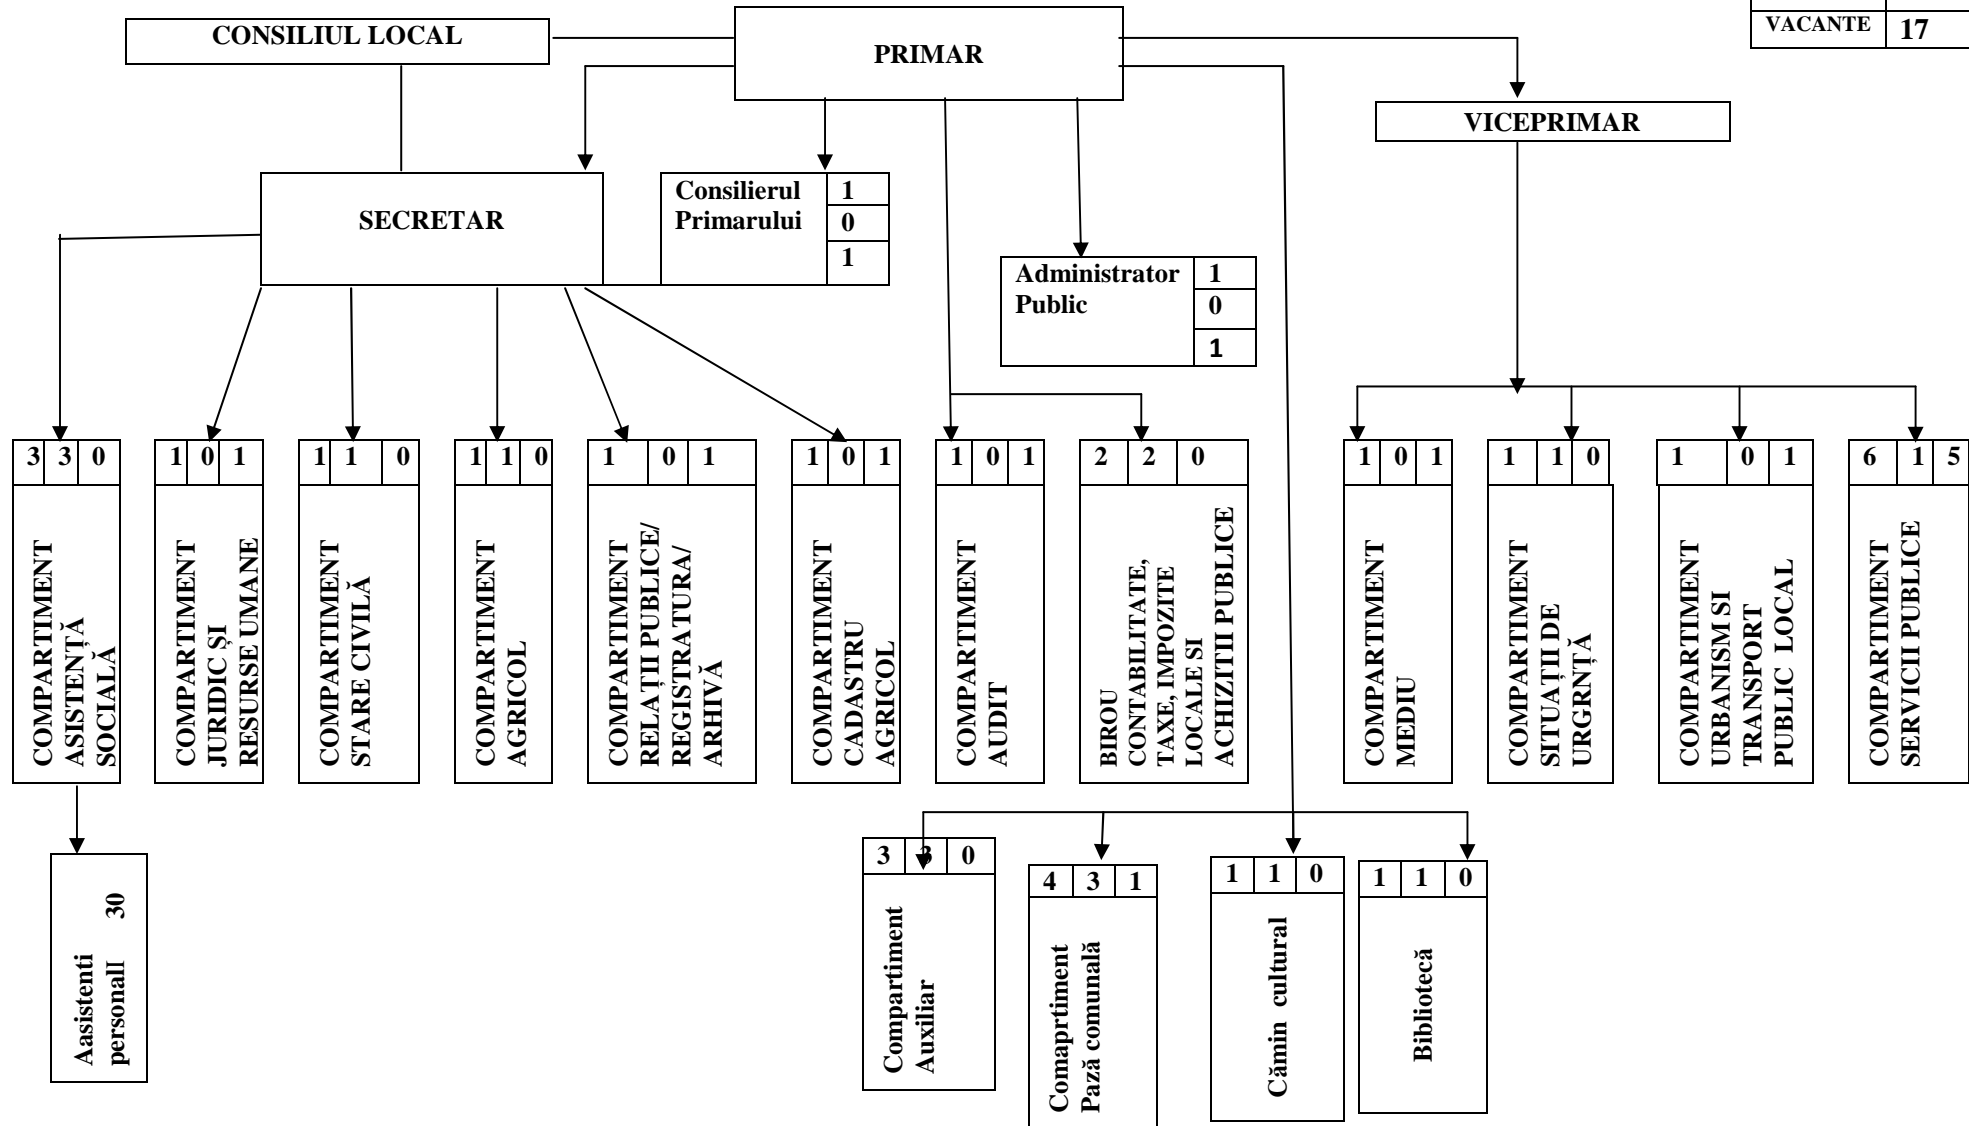 VACANTE 17
CONSILIUL LOCAL
PRIMAR
VICEPRIMAR
SECRETAR
Consilierul 1
Primarului 0
1
Administrator 1
Public 0
1
3 3 0
COMPARTIMENT
ASISTENȚĂ
SOCIALĂ
1 0 1
COMPARTIMENT
JURIDIC ȘI
RESURSE UMANE
1 1 0
COMPARTIMENT
STARE CIVILĂ
1 1 0
COMPARTIMENT
AGRICOL
1 0 1
COMPARTIMENT
RELAȚII PUBLICE/
REGISTRATURA/
ARHIVĂ
1 0 1
COMPARTIMENT
CADASTRU
AGRICOL
1 0 1
COMPARTIMENT
AUDIT
2 2 0
BIROU
CONTABILITATE,
TAXE, IMPOZITE
LOCALE SI
ACHIZITII PUBLICE
1 0 1
COMPARTIMENT
MEDIU
1 1 0
COMPARTIMENT
SITUAȚII DE
URGRNȚĂ
1 0 1
COMPARTIMENT
URBANISM SI
TRANSPORT
PUBLIC LOCAL
6 1 5
COMPARTIMENT
SERVICII PUBLICE
Aasistenti
personalI 30
3 3 0
Compartiment
Auxiliar
4 3 1
Comaprtiment
Pază comunală
1 1 0
Cămin cultural
1 1 0
Bibliotecă